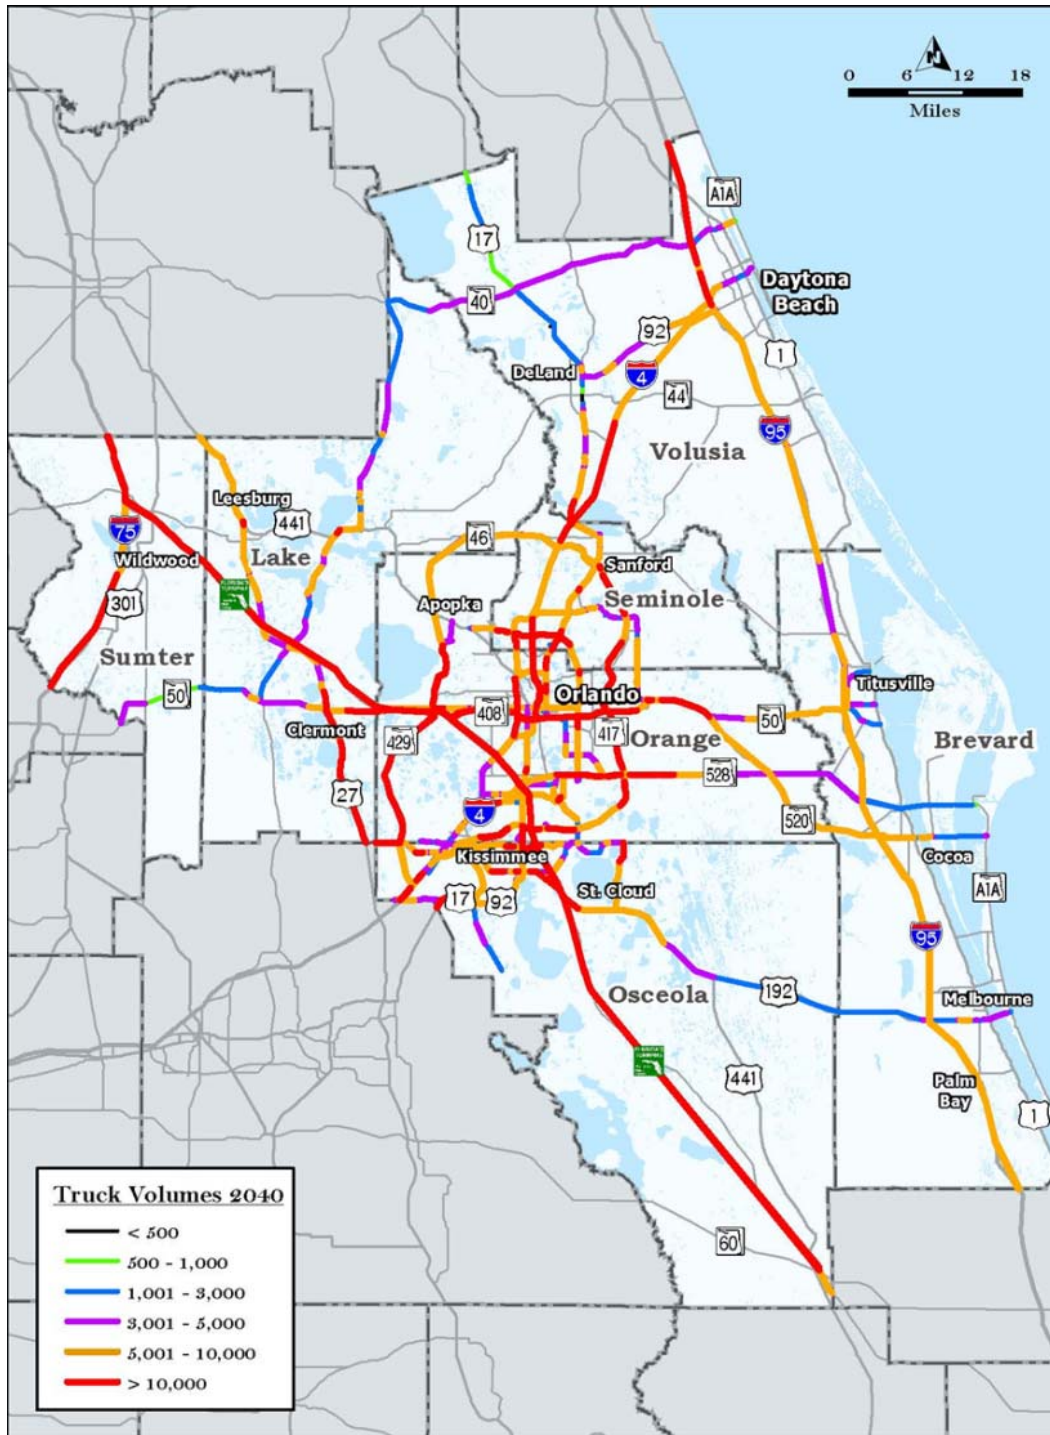 N
0 6 12 18
Miles
A1A
17
40
Daytona
Beach
92
1
DeLand
4
44
95
Volusia
Leesburg
441
75
46
Wildwood
Lake
Sanford
Apopka
301
Seminole
Sumter
50
Orlando
Titusville
408
50
Clermont
429
417
Orange
Brevard
528
27
4
520
Kissimmee
Cocoa
St. Cloud
17
92
A1A
95
192
Osceola
Melbourne
441
Palm
Bay
1
60
Truck Volumes 2040
< 500
500 - 1,000
1,001 - 3,000
3,001 - 5,000
5,001 - 10,000
> 10,000